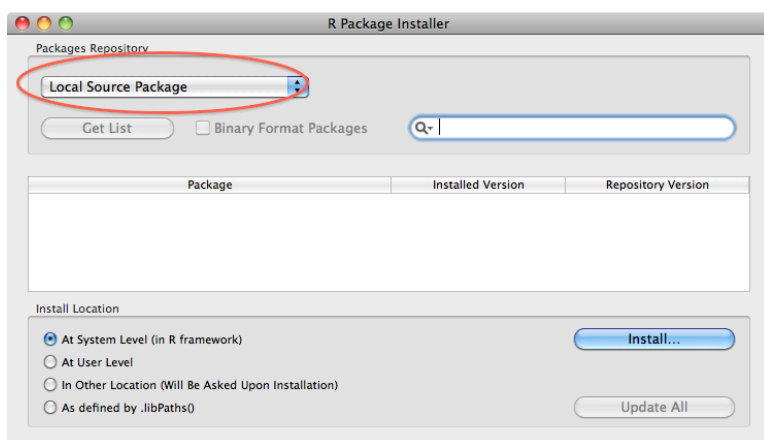 R Package Installer
Packages Repository
Local Source Package
Get List
Binary Format Packages
Package
Installed Version
Repository Version
Install Location
At System Level (in R framework)
Install...
At User Level
In Other Location (Will Be Asked Upon Installation)
As defined by .libPaths()
Update All